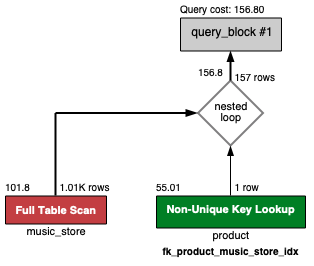 Query cost: 156.80
query_block #1
156.8
157 rows
nested
loop
101.8
1.01K rows
55.01
1 row
Full Table Scan
Non-Unique Key Lookup
music_store
product
fk_product_music_store_idx